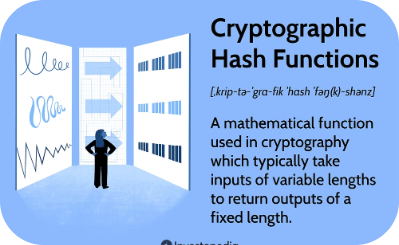 Cryptographic
Hash Functions
[ˌkrip-tə-ˈgra-fik ˈhash ˈfəŋ(k)-shənz]
A mathematical function
used in cryptography
which typically take
inputs of variable lengths
to return outputs of a
fixed length.
Investopedia